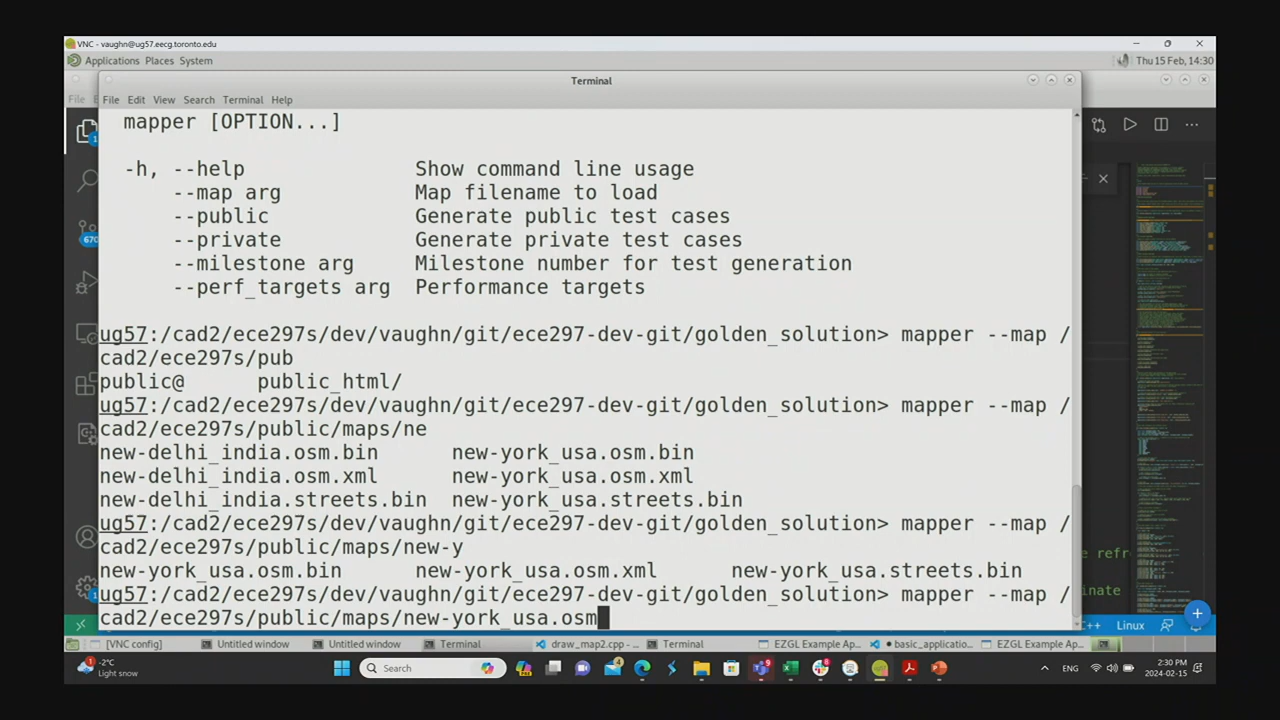 VNC - vaughn@ug57.eecg.toronto.edu
Applications Places System
Thu 15 Feb, 14:30
Terminal
File Edit View Search Terminal Help
mapper [OPTION...]
-h, --help Show command line usage
--map arg Map filename to load
--public Generate public test cases
--private Generate private test cases
--milestone arg Milestone number for test generation
--perf_targets arg Performance targets
ug57:/cad2/ece297s/dev/vaughn/git/ece297-dev-git/golden_solution> mapper --map /
cad2/ece297s/pub
public@ public_html/
ug57:/cad2/ece297s/dev/vaughn/git/ece297-dev-git/golden_solution> mapper --map /
cad2/ece297s/public/maps/ne
new-delhi_india.osm.bin new-york_usa.osm.bin
new-delhi_india.osm.xml new-york_usa.osm.xml
new-delhi_india.streets.bin new-york_usa.streets.bin
ug57:/cad2/ece297s/dev/vaughn/git/ece297-dev-git/golden_solution> mapper --map /
cad2/ece297s/public/maps/new-y
new-york_usa.osm.bin new-york_usa.osm.xml new-york_usa.streets.bin
ug57:/cad2/ece297s/dev/vaughn/git/ece297-dev-git/golden_solution> mapper --map /
cad2/ece297s/public/maps/new-york_usa.osm
File
670
e refr
inate
C++ Linux
[VNC config] Untitled window Untitled window Terminal draw_map2.cpp - ... Terminal EZGL Example Ap... basic_applicatio... EZGL Example Ap...
1 -2°C
Light snow
Search
ENG
2:30 PM
2024-02-15